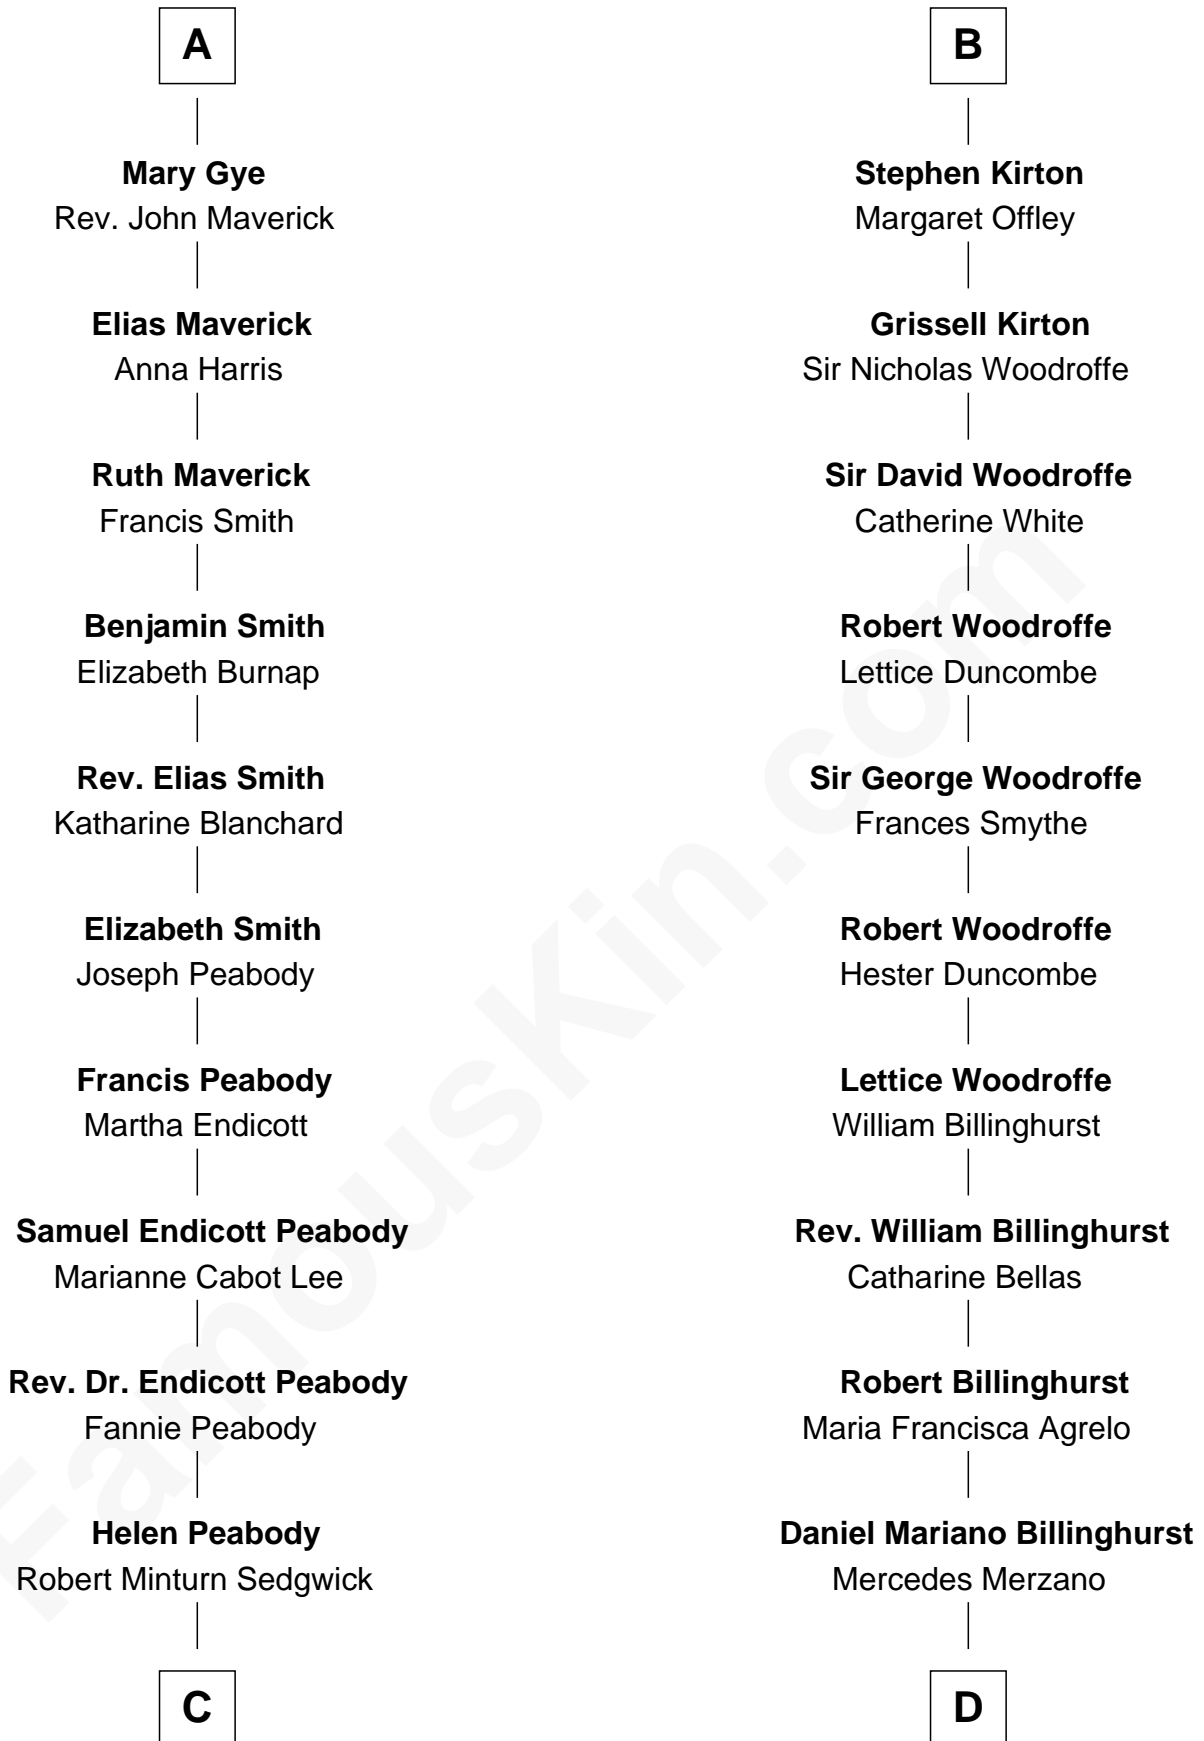 A
Mary Gye
Rev. John Maverick
Elias Maverick
Anna Harris
Ruth Maverick
Francis Smith
Benjamin Smith
Elizabeth Burnap
Rev. Elias Smith
Katharine Blanchard
Elizabeth Smith
Joseph Peabody
Francis Peabody
Martha Endicott
Samuel Endicott Peabody
Marianne Cabot Lee
Rev. Dr. Endicott Peabody
Fannie Peabody
Helen Peabody
Robert Minturn Sedgwick
C
B
Stephen Kirton
Margaret Offley
Grissell Kirton
Sir Nicholas Woodroffe
Sir David Woodroffe
Catherine White
Robert Woodroffe
Lettice Duncombe
Sir George Woodroffe
Frances Smythe
Robert Woodroffe
Hester Duncombe
Lettice Woodroffe
William Billinghurst
Rev. William Billinghurst
Catharine Bellas
Robert Billinghurst
Maria Francisca Agrelo
Daniel Mariano Billinghurst
Mercedes Merzano
D
FamousKin.com